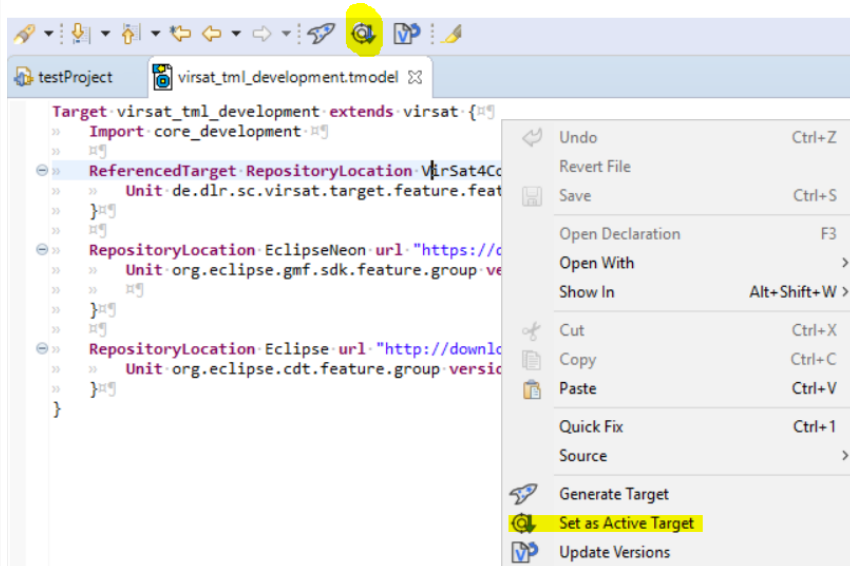 testProject
virsat_tml_development.tmodel
Target virsat_tml_development extends virsat {
Import core_development
ReferencedTarget RepositoryLocation VirSat4Co
Unit de.dlr.sc.virsat.target.feature.feat
}
RepositoryLocation EclipseNeon url "https://d
Unit org.eclipse.gmf.sdk.feature.group ve
}
RepositoryLocation Eclipse url "http://downlo
Unit org.eclipse.cdt.feature.group versio
}
}
Undo Ctrl+Z
Revert File
Save Ctrl+S
Open Declaration F3
Open With
Show In Alt+Shift+W
Cut Ctrl+X
Copy Ctrl+C
Paste Ctrl+V
Quick Fix Ctrl+1
Source
Generate Target
Set as Active Target
Update Versions